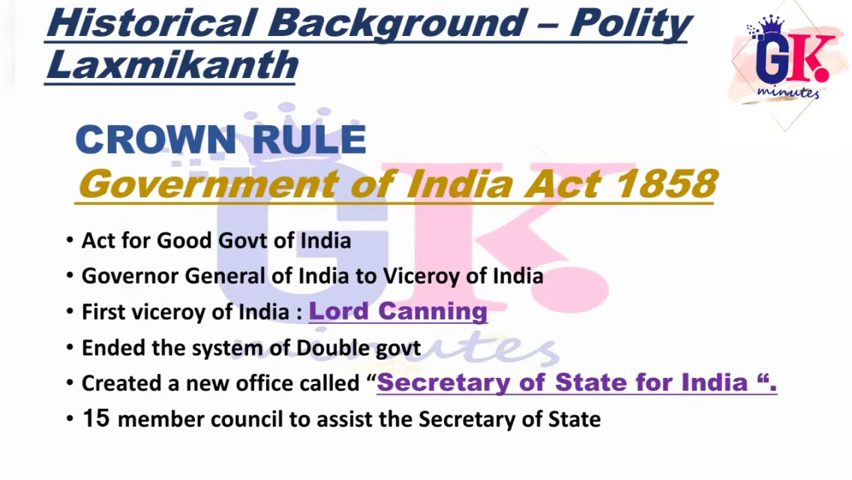 Historical Background – Polity
Laxmikanth
GK
minutes
CROWN RULE
Government of India Act 1858
• Act for Good Govt of India
• Governor General of India to Viceroy of India
• First viceroy of India : Lord Canning
• Ended the system of Double govt
• Created a new office called “Secretary of State for India “.
• 15 member council to assist the Secretary of State
GK
minutes